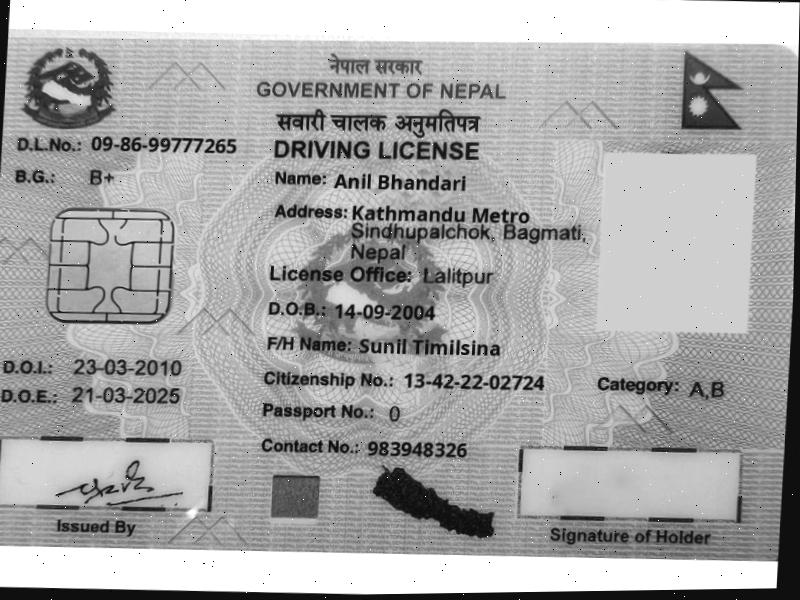 नेपाल सरकार
GOVERNMENT OF NEPAL
सवारी चालक अनुमतिपत्र
DRIVING LICENSE
D.L.No.: 09-86-99777265
B.G.: B+
Name: Anil Bhandari
Address: Kathmandu Metro
Sindhupalchok, Bagmati,
Nepal
License Office: Lalitpur
D.O.B.: 14-09-2004
F/H Name: Sunil Timilsina
D.O.I.: 23-03-2010
D.O.E.: 21-03-2025
Citizenship No.: 13-42-22-02724
Category: A,B
Passport No.: 0
Contact No.: 983948326
Issued By
Signature of Holder